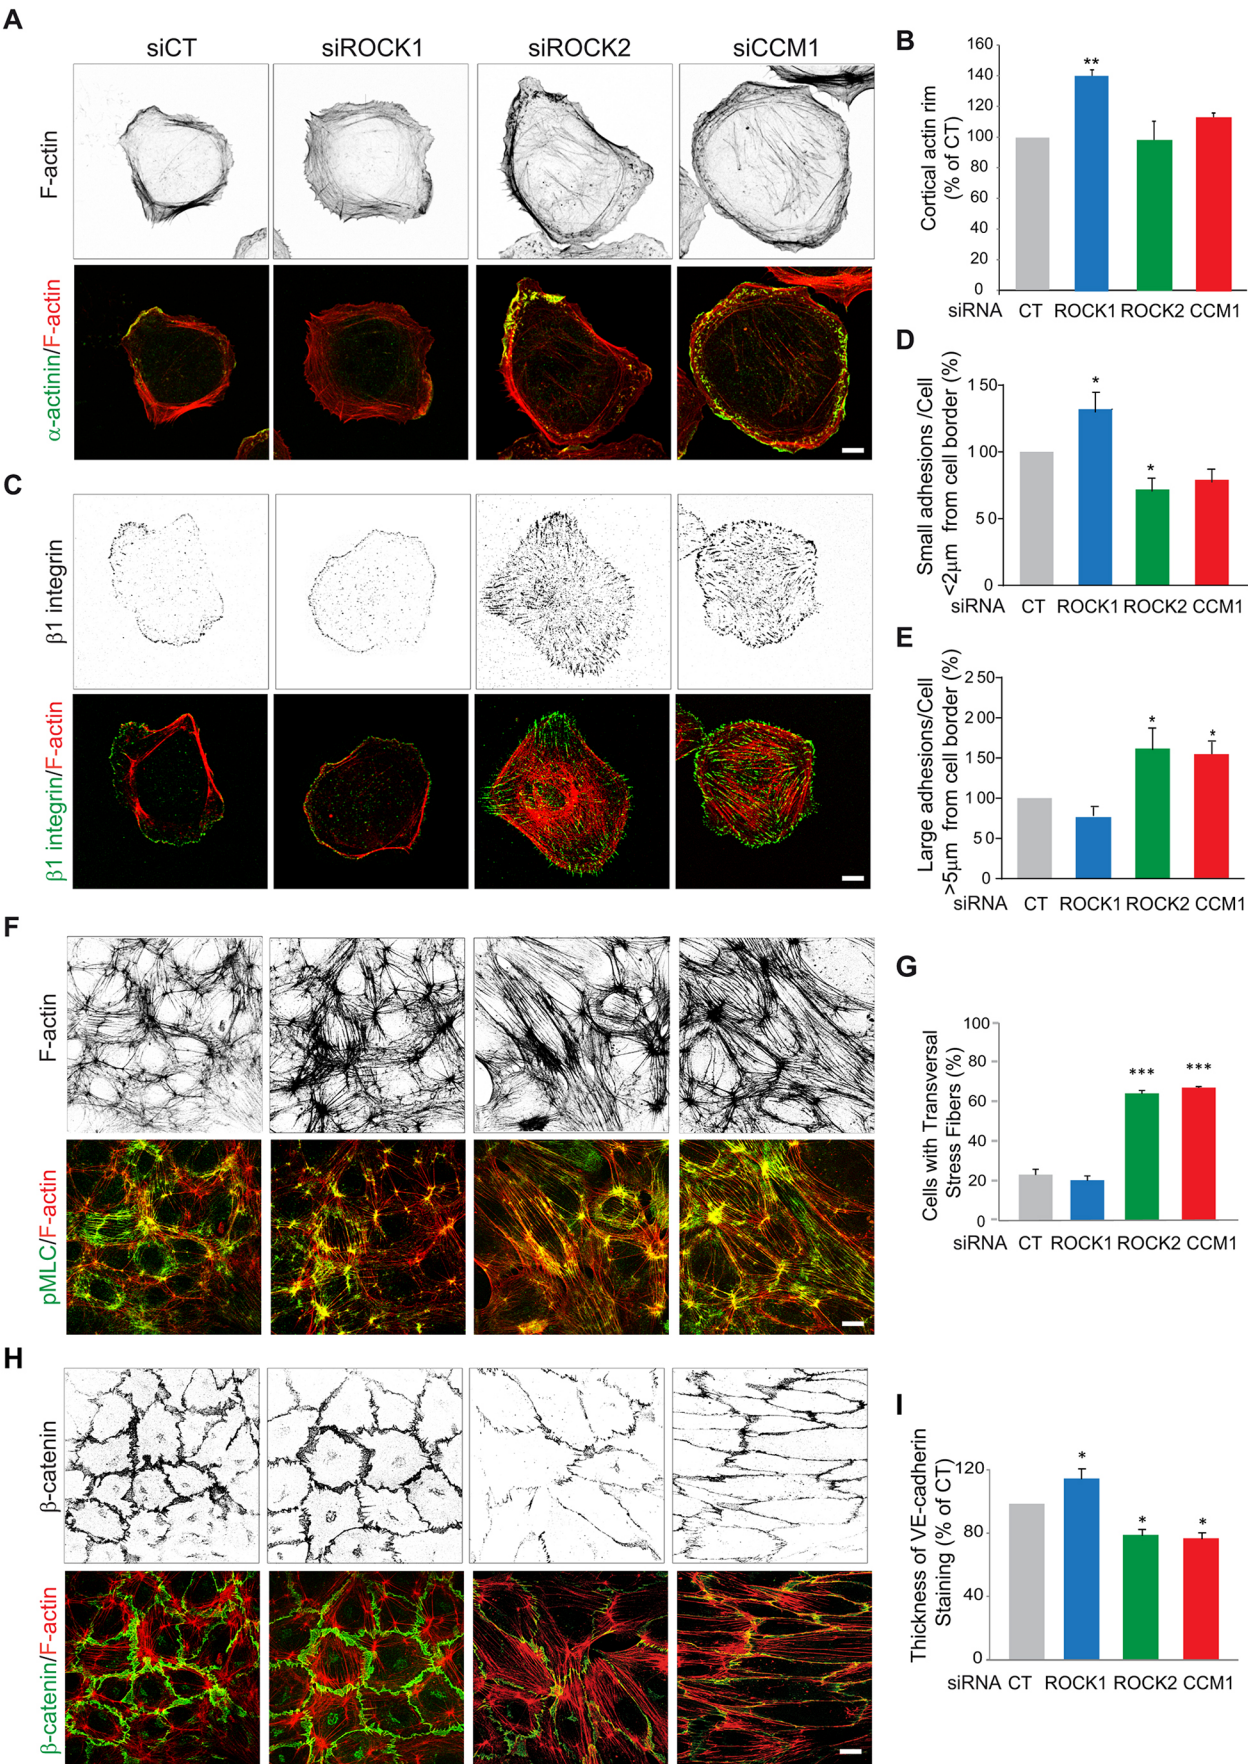 A
siCT siROCK1 siROCK2 siCCM1
F-actin
α-actinin/F-actin
B
Cortical actin rim
(% of CT)
160
140
120
100
80
60
40
20
0
**
siRNA CT ROCK1 ROCK2 CCM1
C
β1 integrin
β1 integrin/F-actin
D
Small adhesions /Cell
<2μm from cell border (%)
150
100
50
0
*
*
siRNA CT ROCK1 ROCK2 CCM1
E
Large adhesions/Cell
>5μm from cell border (%)
250
200
150
100
50
0
*
*
siRNA CT ROCK1 ROCK2 CCM1
F
F-actin
pMLC/F-actin
G
Cells with Transversal
Stress Fibers (%)
100
80
60
40
20
0
***
***
siRNA CT ROCK1 ROCK2 CCM1
H
β-catenin
β-catenin/F-actin
I
Thickness of VE-cadherin
Staining (% of CT)
120
80
40
0
*
*
*
siRNA CT ROCK1 ROCK2 CCM1